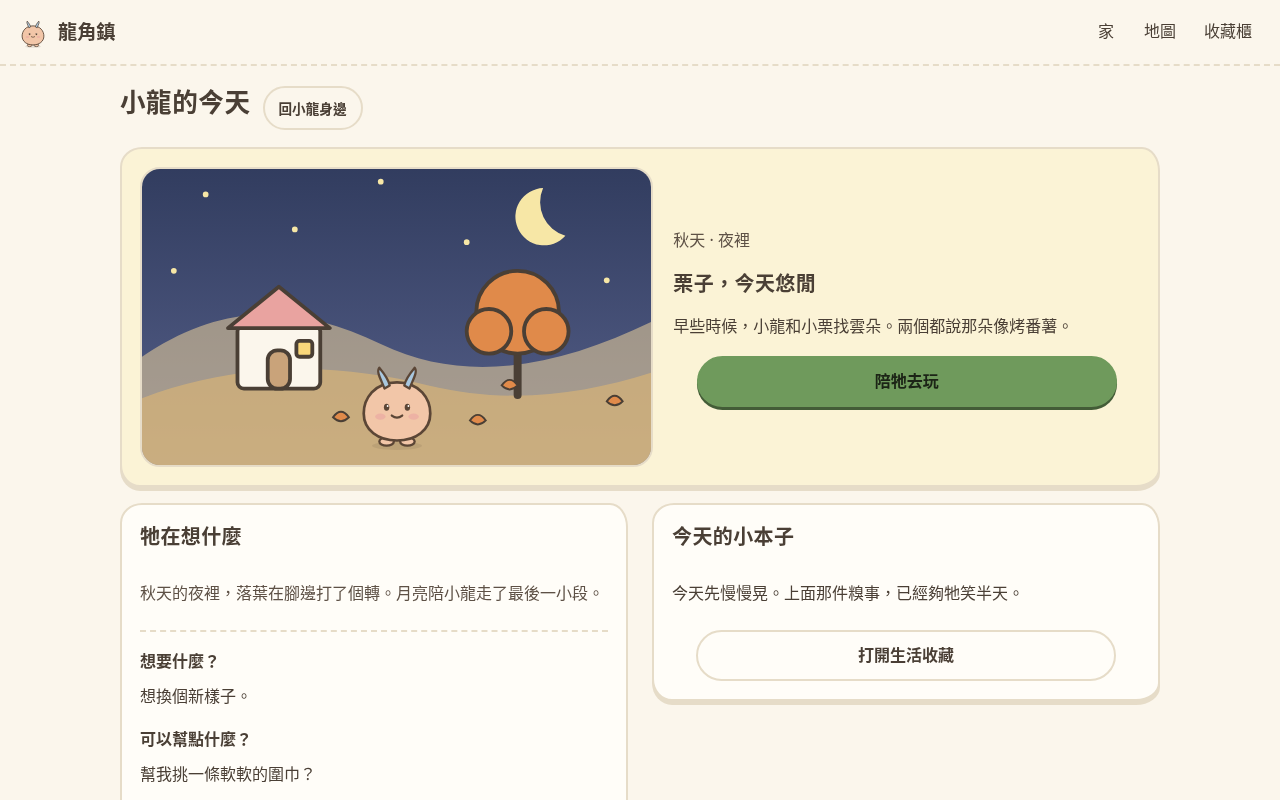 龍角鎮
家
地圖
收藏櫃
小龍的今天
回小龍身邊
秋天 · 夜裡
栗子，今天悠閒
早些時候，小龍和小栗找雲朵。兩個都說那朵像烤番薯。
陪牠去玩
牠在想什麼
秋天的夜裡，落葉在腳邊打了個轉。月亮陪小龍走了最後一小段。
想要什麼？
想換個新樣子。
可以幫點什麼？
幫我挑一條軟軟的圍巾？
今天的小本子
今天先慢慢晃。上面那件糗事，已經夠牠笑半天。
打開生活收藏